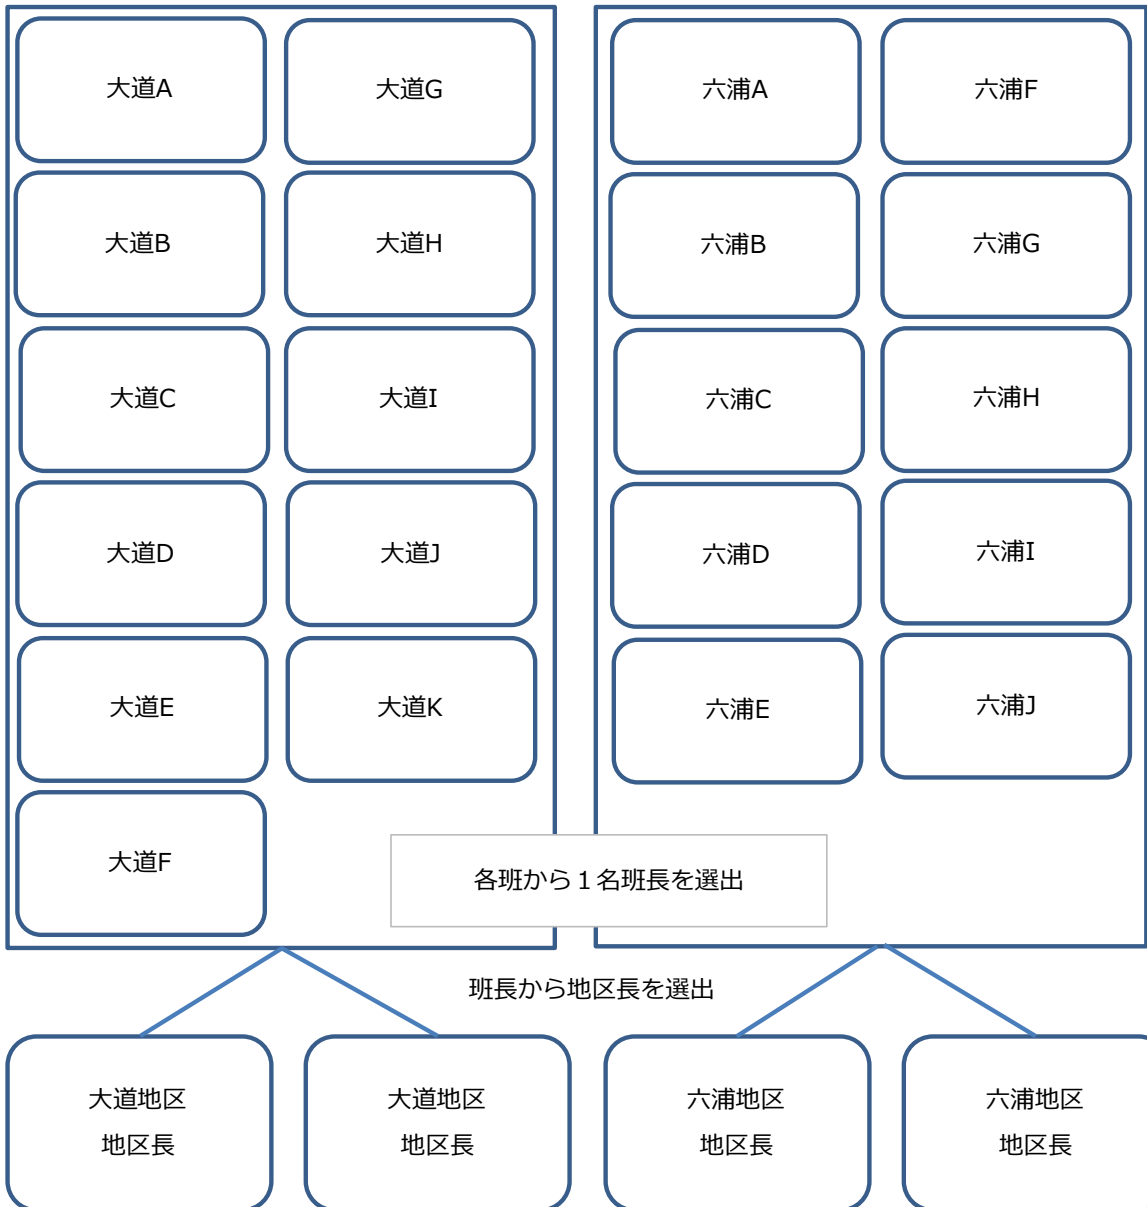 大道A
大道G
大道B
大道H
大道C
大道I
大道D
大道J
大道E
大道K
大道F
六浦A
六浦F
六浦B
六浦G
六浦C
六浦H
六浦D
六浦I
六浦E
六浦J
各班から１名班長を選出
班長から地区長を選出
大道地区
地区長
大道地区
地区長
六浦地区
地区長
六浦地区
地区長